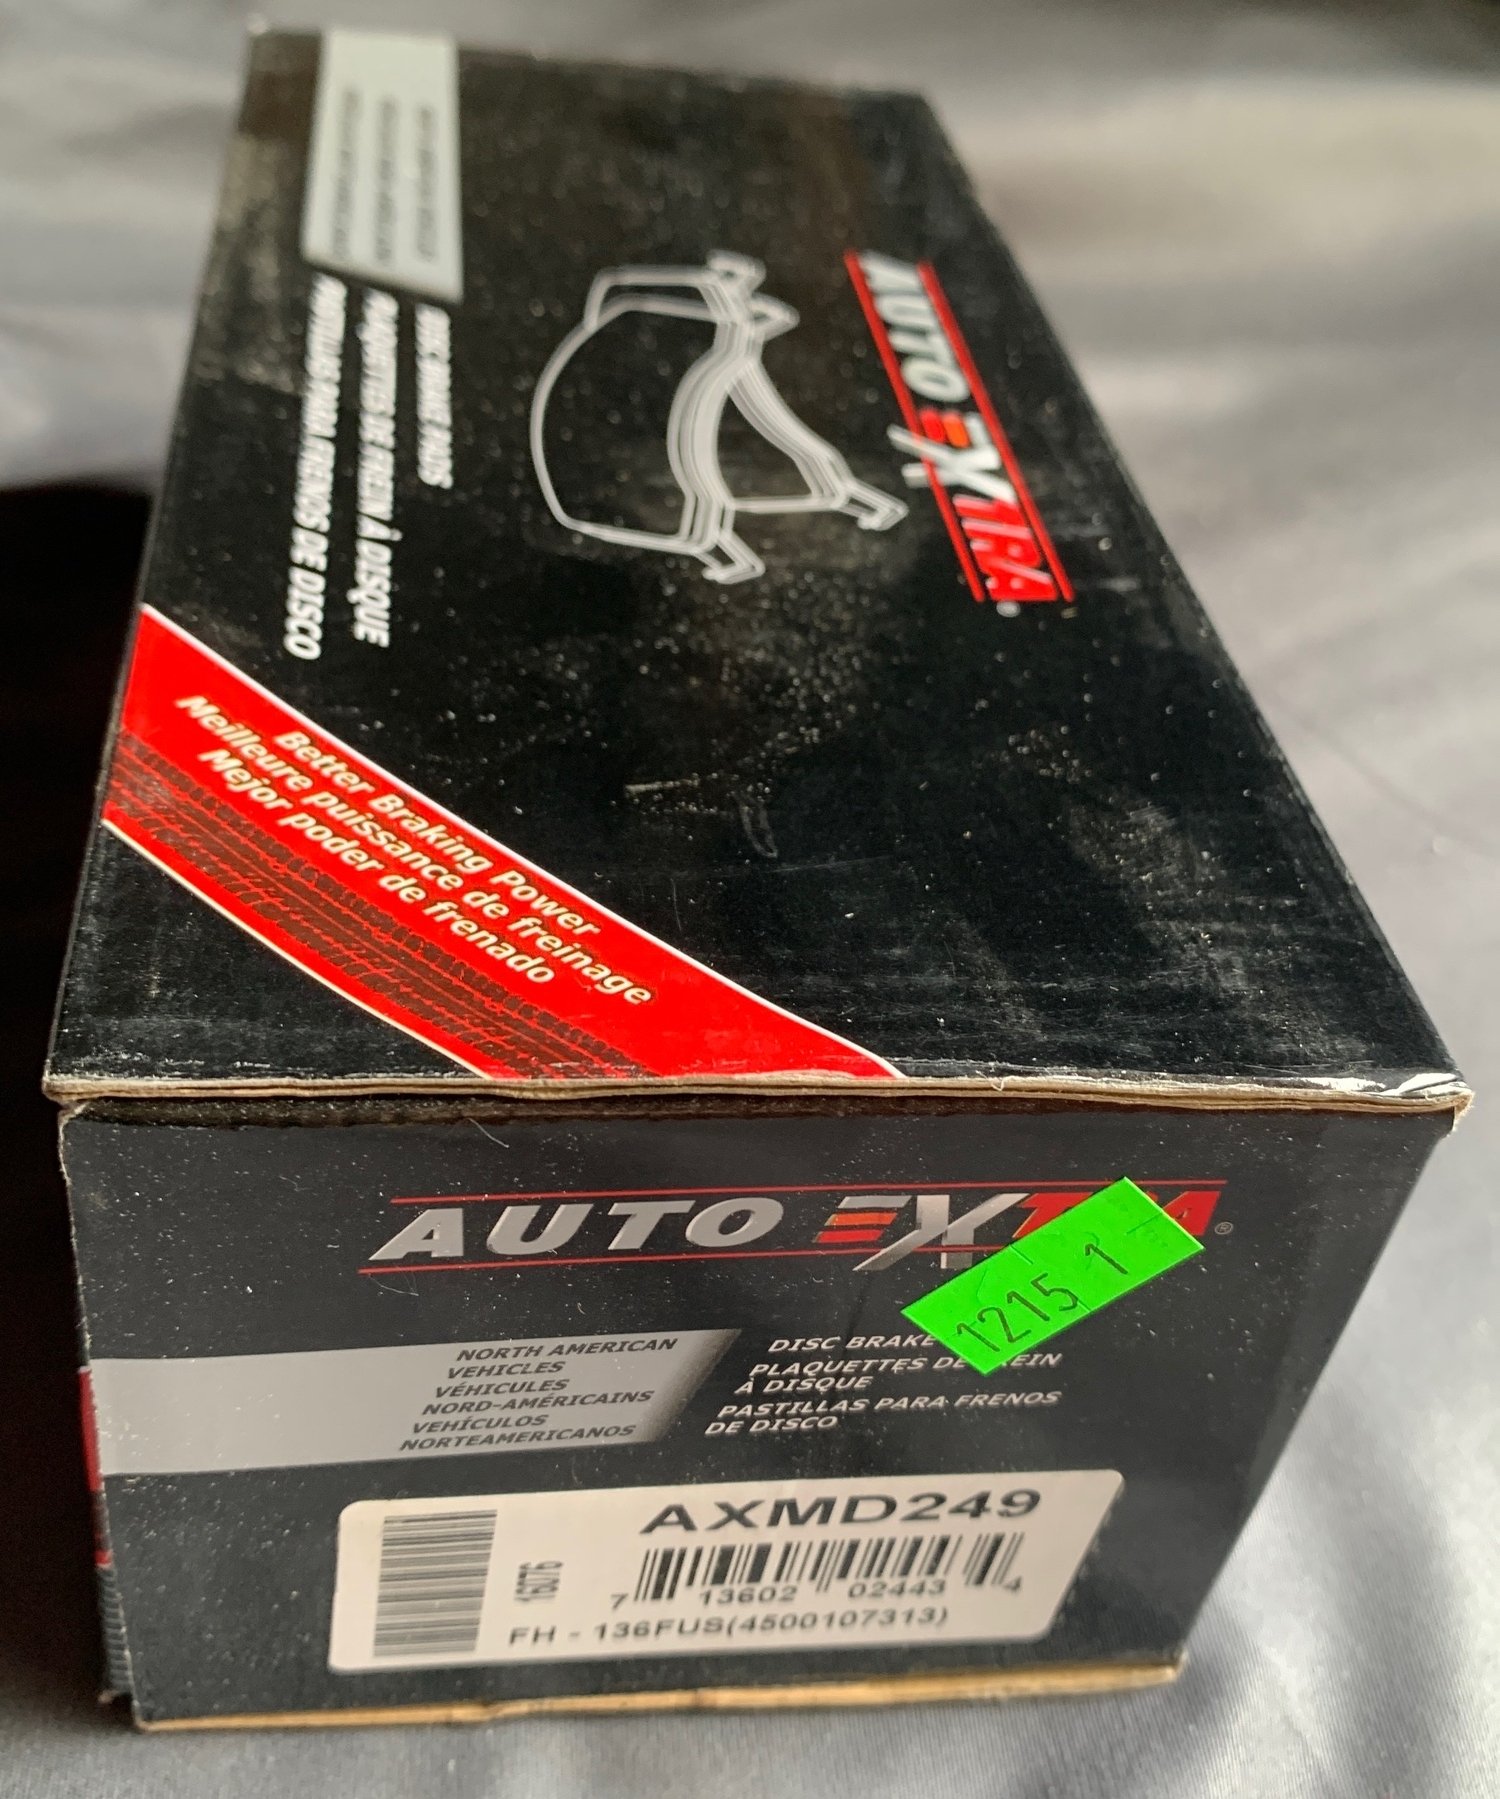 AUTO EXTRA
DISC BRAKE PADS
PLAQUETTES DE FREIN À DISQUE
PASTILLAS PARA FRENOS DE DISCO
Better Braking Power
Meilleure puissance de freinage
Mejor poder de frenado
AUTO EXTRA®
1215 1
NORTH AMERICAN
VEHICLES
VÉHICULES
NORD-AMÉRICAINS
VEHÍCULOS
NORTEAMERICANOS
DISC BRAKE
PLAQUETTES DE FREIN
À DISQUE
PASTILLAS PARA FRENOS
DE DISCO
AXMD249
16076
7 13602 02443 4
FH - 136FUS(4500107313)